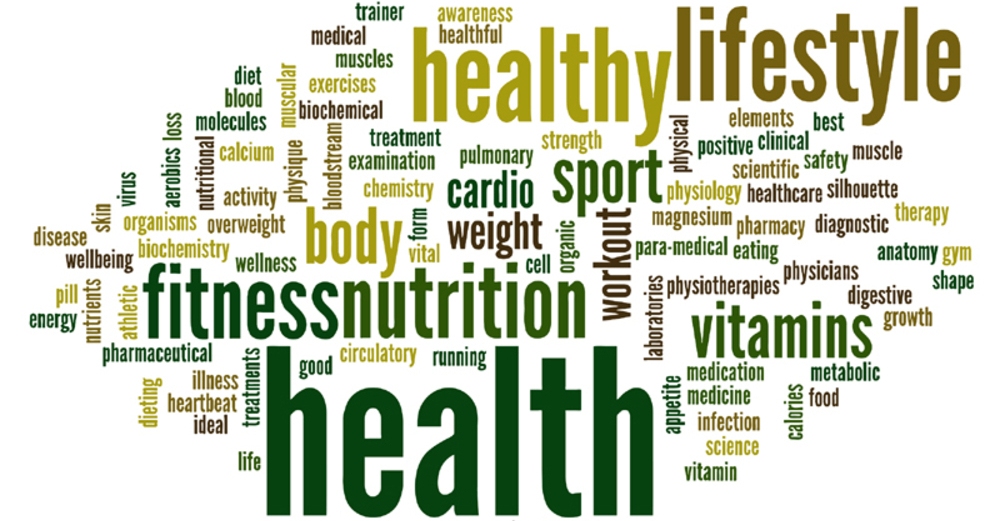 trainer
awareness
healthful
medical
muscles
healthy
lifestyle
diet
blood
muscular
exercises
biochemical
molecules
elements
best
aerobics
loss
nutritional
calcium
physique
bloodstream
treatment
examination
pulmonary
strength
physical
positive
clinical
scientific
safety
muscle
virus
activity
chemistry
cardio
sport
physiology
healthcare
silhouette
skin
organisms
overweight
body
form
vital
weight
organic
workout
magnesium
pharmacy
diagnostic
therapy
disease
biochemistry
wellbeing
wellness
cell
para-medical
eating
anatomy
gym
pill
nutrients
athletic
energy
fitness
nutrition
laboratories
physiotherapies
physicians
digestive
shape
growth
vitamins
pharmaceutical
treatments
good
circulatory
running
health
medication
metabolic
dieting
illness
heartbeat
ideal
appetite
medicine
calories
food
infection
science
life
vitamin